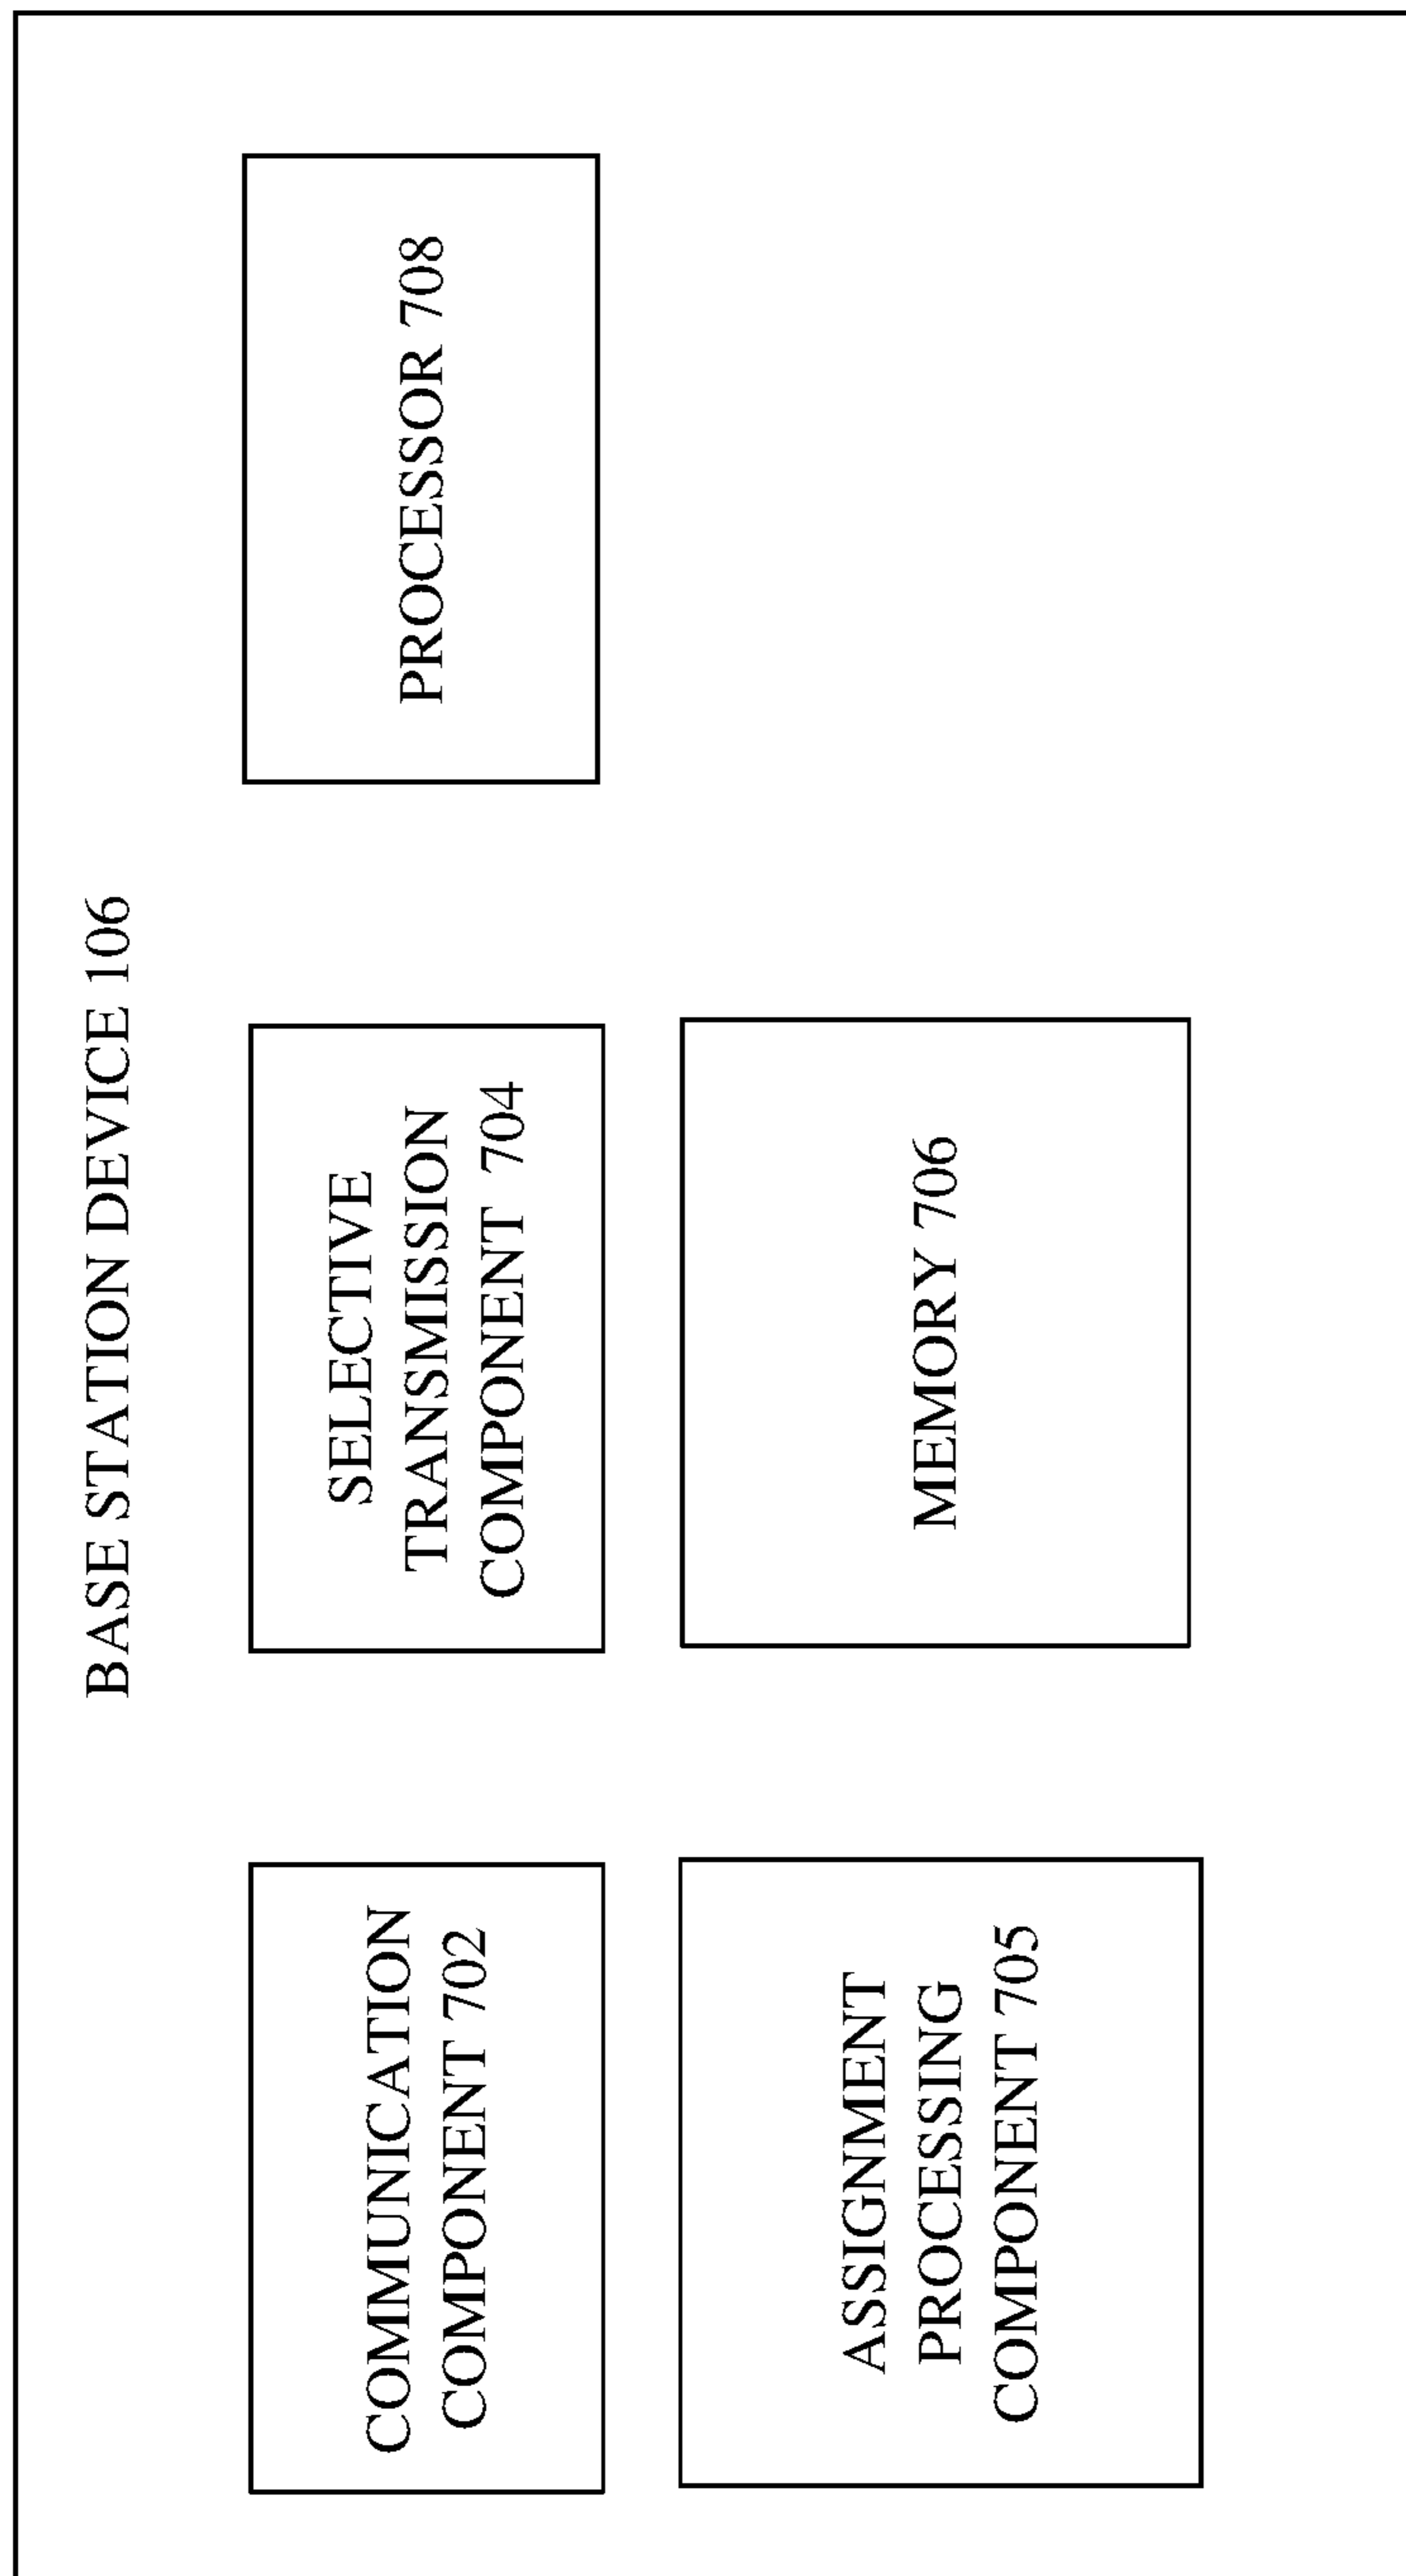 BASE STATION DEVICE 106
COMMUNICATION
COMPONENT 702
SELECTIVE
TRANSMISSION
COMPONENT 704
PROCESSOR 708
ASSIGNMENT
PROCESSING
COMPONENT 705
MEMORY 706